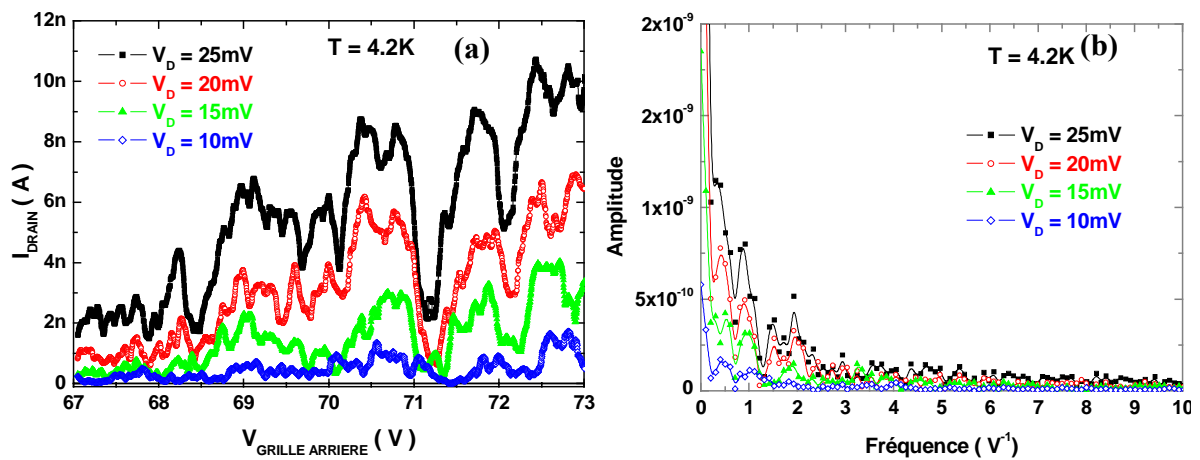 12n
10n
8n
6n
4n
2n
0
I_DRAIN (A)
V_D = 25mV
V_D = 20mV
V_D = 15mV
V_D = 10mV
T = 4.2K
(a)
67 68 69 70 71 72 73
V_GRILLE ARRIERE ( V )
2x10^-9
2x10^-9
1x10^-9
5x10^-10
0
Amplitude
T = 4.2K
(b)
V_D = 25mV
V_D = 20mV
V_D = 15mV
V_D = 10mV
0 1 2 3 4 5 6 7 8 9 10
Fréquence ( V^-1)